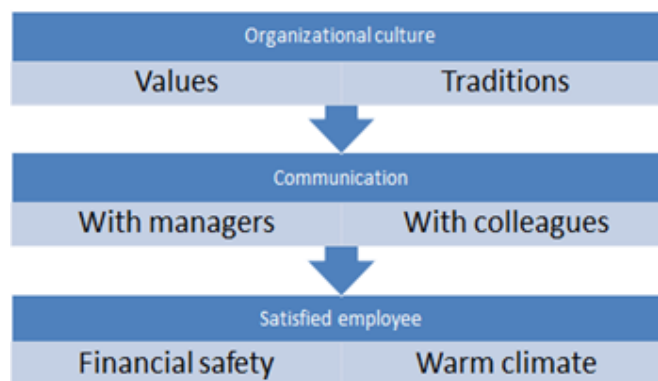 Organizational culture
Values Traditions
Communication
With managers With colleagues
Satisfied employee
Financial safety Warm climate